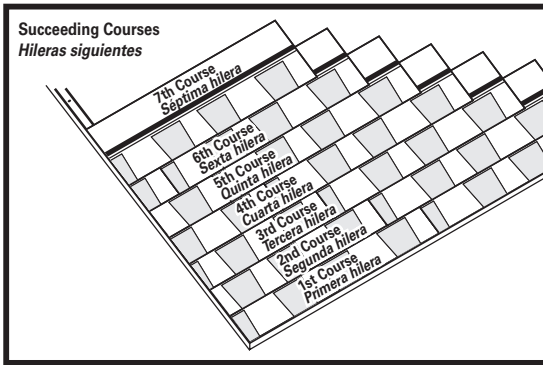 Succeeding Courses
Hileras siguientes
7th Course
Séptima hilera
6th Course
Sexta hilera
5th Course
Quinta hilera
4th Course
Cuarta hilera
3rd Course
Tercera hilera
2nd Course
Segunda hilera
1st Course
Primera hilera